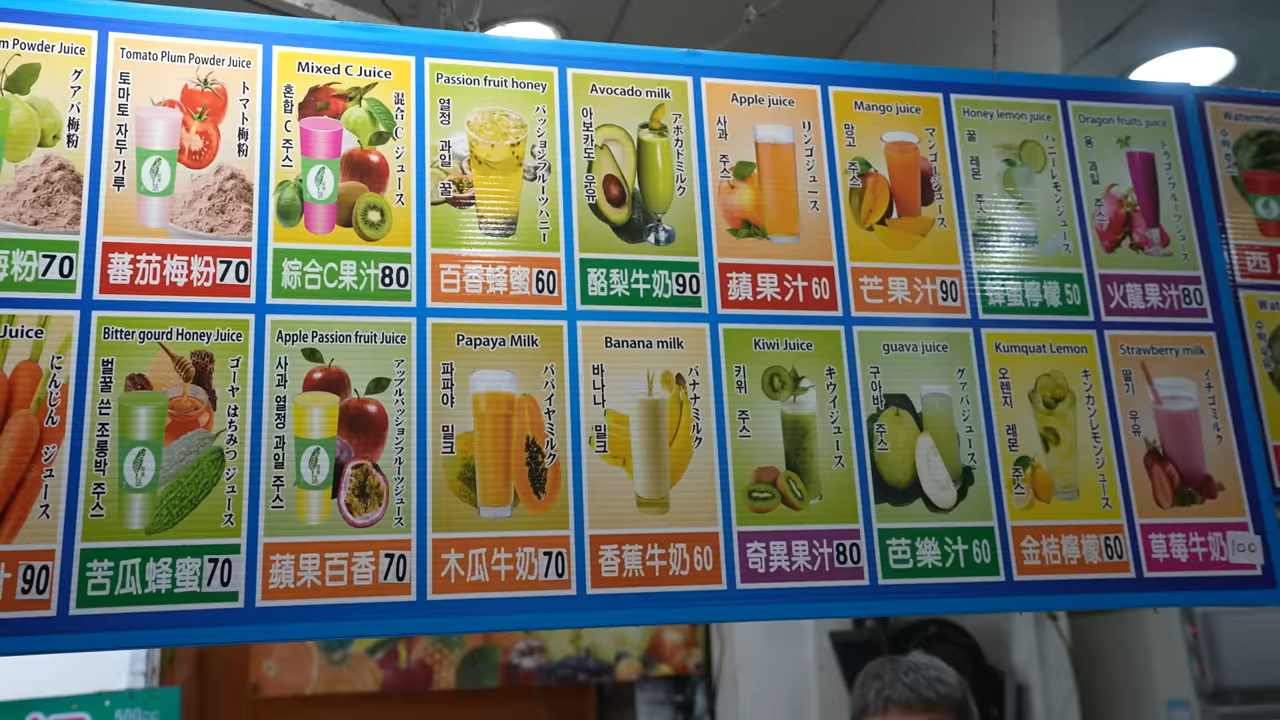 m Powder Juice
グアバ梅粉
梅粉70
Tomato Plum Powder Juice
토마토 자두 가루
トマト梅粉
蕃茄梅粉70
Mixed C Juice
혼합 C 주스
混合 C ジュース
綜合C果汁80
Passion fruit honey
열정 과일 꿀
パッションフルーツハニー
百香蜂蜜60
Avocado milk
아보카도 우유
アボカドミルク
酪梨牛奶90
Apple juice
사과 주스
リンゴジュース
蘋果汁60
Mango juice
망고 주스
マンゴージュース
芒果汁90
Honey lemon juice
꿀 레몬 주스
ハニーレモンジュース
蜂蜜檸檬50
Dragon fruits juice
용 과일 주스
ドラゴンフルーツジュース
火龍果汁80
Watermelon
수박 주스
西
Juice
にんじん ジュース
汁90
Bitter gourd Honey Juice
벌꿀 쓴 조롱박 주스
ゴーヤ はちみつ ジュース
苦瓜蜂蜜70
Apple Passion fruit Juice
사과 열정 과일 주스
アップルパッションフルーツジュース
蘋果百香70
Papaya Milk
파파야 밀크
パパイヤミルク
木瓜牛奶70
Banana milk
바나나 밀크
バナナミルク
香蕉牛奶60
Kiwi Juice
키위 주스
キウイジュース
奇異果汁80
guava juice
구아바 주스
グァバジュース
芭樂汁60
Kumquat Lemon
오렌지 레몬 주스
キンカンレモンジュース
金桔檸檬60
Strawberry milk
딸기 우유
イチゴミルク
草莓牛奶100
Wat
500cc